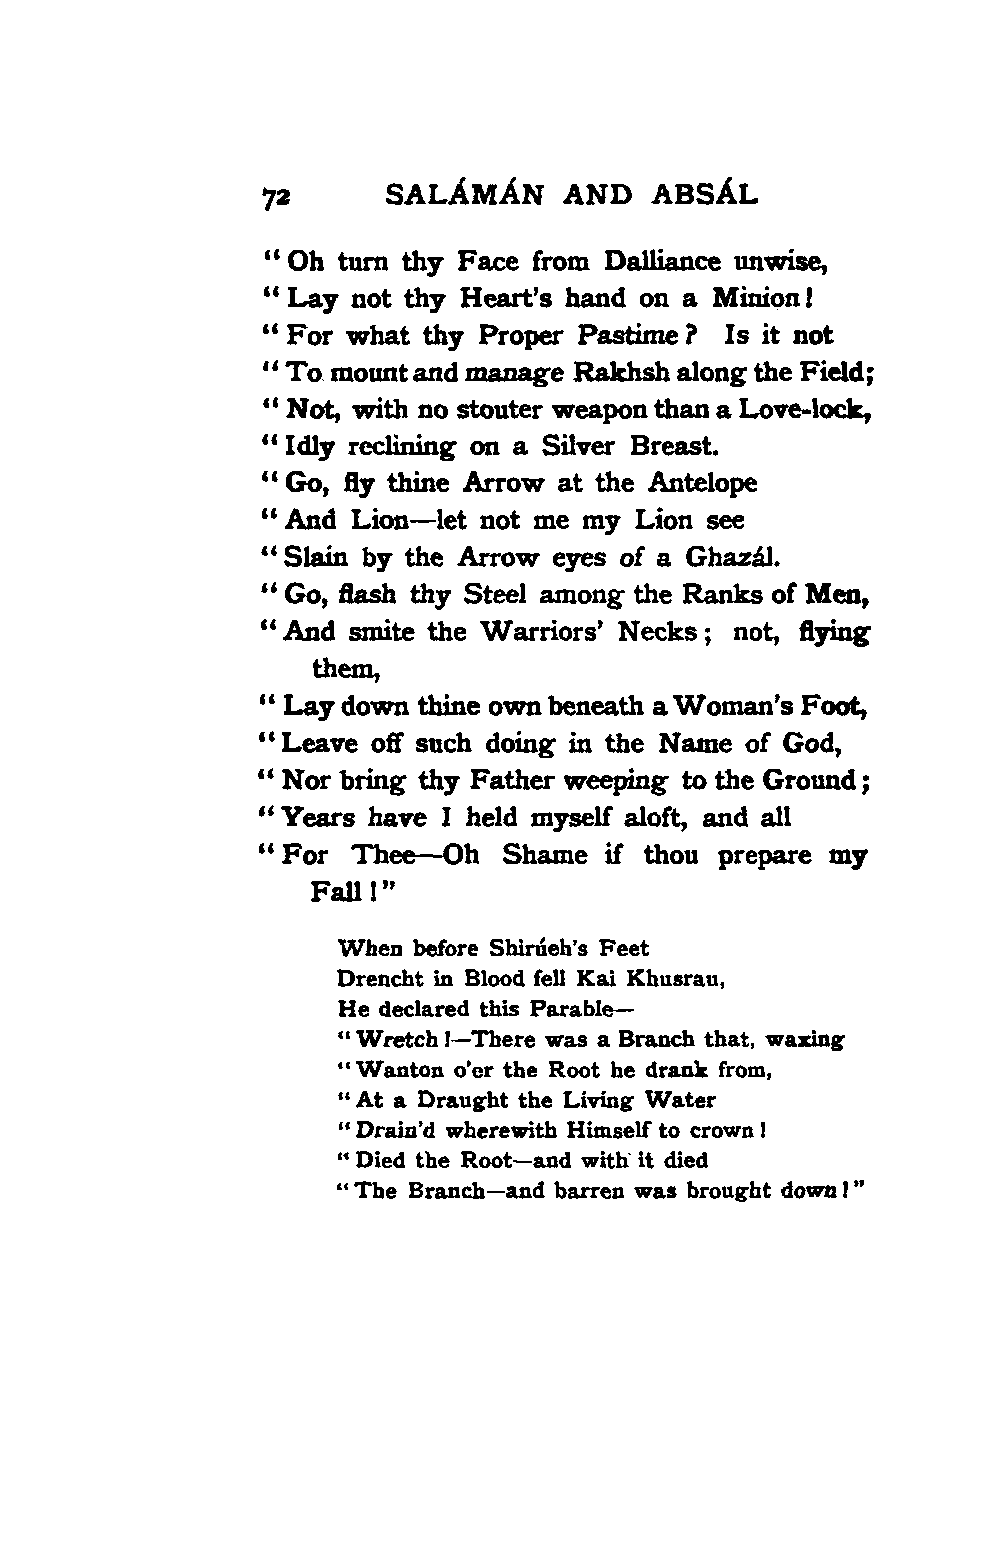 72 SALÁMÁN AND ABSÁL
“Oh turn thy Face from Dalliance unwise,
“Lay not thy Heart’s hand on a Minion!
“For what thy Proper Pastime? Is it not
“To mount and manage Rakhsh along the Field;
“Not, with no stouter weapon than a Love-lock,
“Idly reclining on a Silver Breast.
“Go, fly thine Arrow at the Antelope
“And Lion—let not me my Lion see
“Slain by the Arrow eyes of a Ghazál.
“Go, flash thy Steel among the Ranks of Men,
“And smite the Warriors’ Necks; not, flying
them,
“Lay down thine own beneath a Woman’s Foot,
“Leave off such doing in the Name of God,
“Nor bring thy Father weeping to the Ground;
“Years have I held myself aloft, and all
“For Thee—Oh Shame if thou prepare my
Fall!”
When before Shirúeh’s Feet
Drencht in Blood fell Kai Khusrau,
He declared this Parable—
“Wretch!—There was a Branch that, waxing
“Wanton o’er the Root he drank from,
“At a Draught the Living Water
“Drain’d wherewith Himself to crown!
“Died the Root—and with it died
“The Branch—and barren was brought down!”